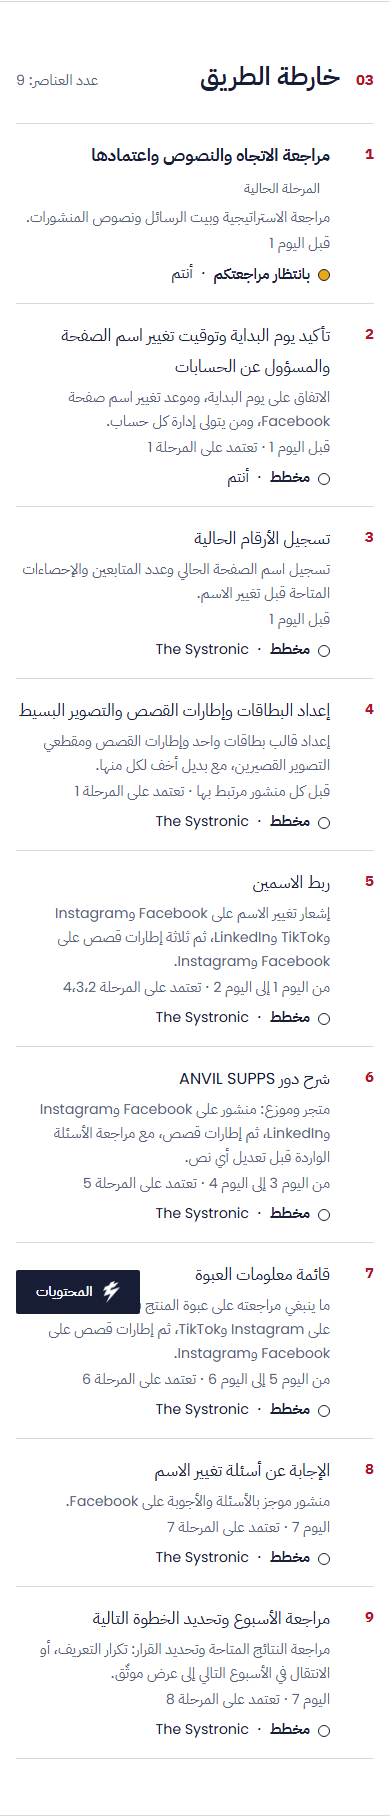 03 خارطة الطريق
عدد العناصر: 9
1 مراجعة الاتجاه والنصوص واعتمادها
المرحلة الحالية
مراجعة الاستراتيجية وبيت الرسائل ونصوص المنشورات.
قبل اليوم 1
بانتظار مراجعتكم · أنتم
2 تأكيد يوم البداية وتوقيت تغيير اسم الصفحة
والمسؤول عن الحسابات
الاتفاق على يوم البداية، وموعد تغيير اسم صفحة
Facebook، ومن يتولى إدارة كل حساب.
قبل اليوم 1 · تعتمد على المرحلة 1
مخطط · أنتم
3 تسجيل الأرقام الحالية
تسجيل اسم الصفحة الحالي وعدد المتابعين والإحصاءات
المتاحة قبل تغيير الاسم.
قبل اليوم 1
مخطط · The Systronic
4 إعداد البطاقات وإطارات القصص والتصوير البسيط
إعداد قالب بطاقات واحد وإطارات القصص ومقطعي
التصوير القصيرين، مع بديل أخف لكل منها.
قبل كل منشور مرتبط بها · تعتمد على المرحلة 1
مخطط · The Systronic
5 ربط الاسمين
إشعار تغيير الاسم على Facebook وInstagram
وTikTok وLinkedIn، ثم ثلاثة إطارات قصص على
Facebook وInstagram.
من اليوم 1 إلى اليوم 2 · تعتمد على المرحلة 2،3،4
مخطط · The Systronic
6 شرح دور ANVIL SUPPS
متجر وموزع: منشور على Facebook وInstagram
وLinkedIn، ثم إطارات قصص، مع مراجعة الأسئلة
الواردة قبل تعديل أي نص.
من اليوم 3 إلى اليوم 4 · تعتمد على المرحلة 5
مخطط · The Systronic
7 قائمة معلومات العبوة
المحتويات
ما ينبغي مراجعته على عبوة المنتج
على Instagram وTikTok، ثم إطارات قصص على
Facebook وInstagram.
من اليوم 5 إلى اليوم 6 · تعتمد على المرحلة 6
مخطط · The Systronic
8 الإجابة عن أسئلة تغيير الاسم
منشور موجز بالأسئلة والأجوبة على Facebook.
اليوم 7 · تعتمد على المرحلة 7
مخطط · The Systronic
9 مراجعة الأسبوع وتحديد الخطوة التالية
مراجعة النتائج المتاحة وتحديد القرار: تكرار التعريف، أو
الانتقال في الأسبوع التالي إلى عرض موثّق.
اليوم 7 · تعتمد على المرحلة 8
مخطط · The Systronic